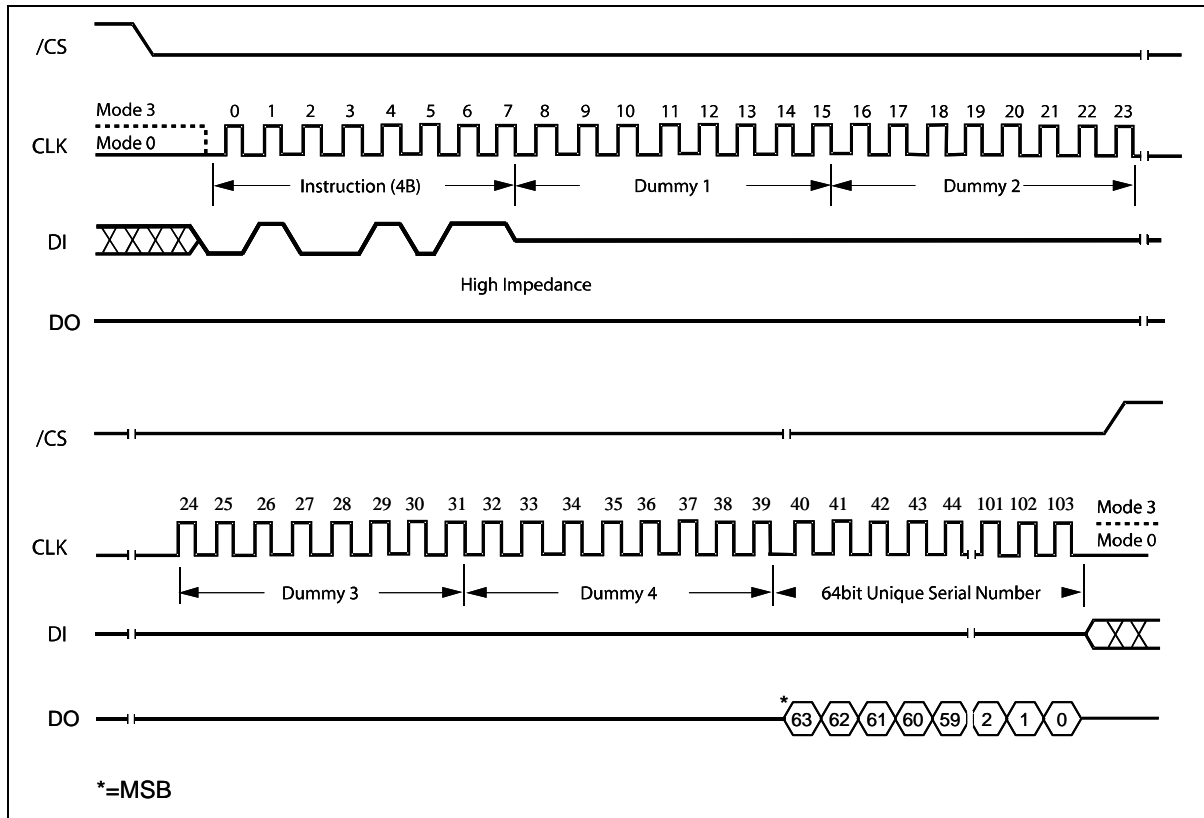 /CS
0 1 2 3 4 5 6 7 8 9 10 11 12 13 14 15 16 17 18 19 20 21 22 23
Mode 3
CLK Mode 0
Instruction (4B) Dummy 1 Dummy 2
DI
High Impedance
DO
/CS
24 25 26 27 28 29 30 31 32 33 34 35 36 37 38 39 40 41 42 43 44 101 102 103 Mode 3
CLK Mode 0
Dummy 3 Dummy 4 64bit Unique Serial Number
DI
*
DO 63 62 61 60 59 2 1 0
*=MSB